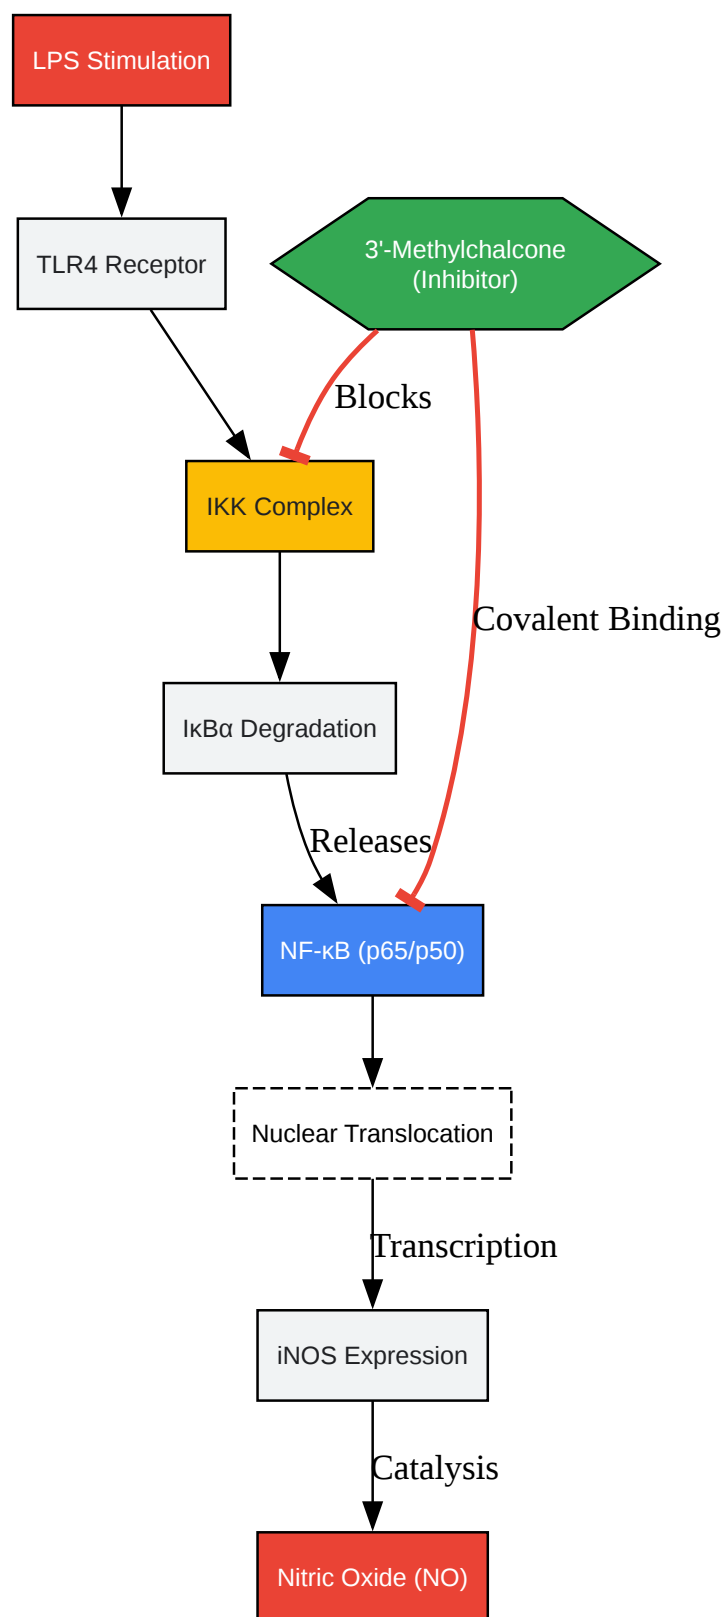 LPS Stimulation
TLR4 Receptor
3'-Methylchalcone
(Inhibitor)
Blocks
IKK Complex
Covalent Binding
IκBα Degradation
Releases
NF-κB (p65/p50)
Nuclear Translocation
Transcription
iNOS Expression
Catalysis
Nitric Oxide (NO)